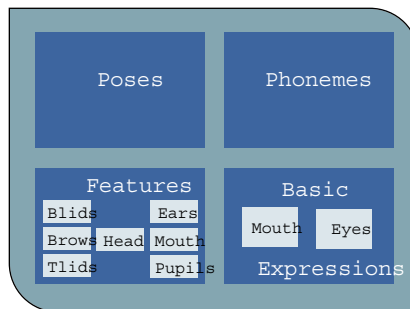 Poses
Phonemes
Features
Blids
Ears
Brows
Head
Mouth
Tlids
Pupils
Basic
Mouth
Eyes
Expressions